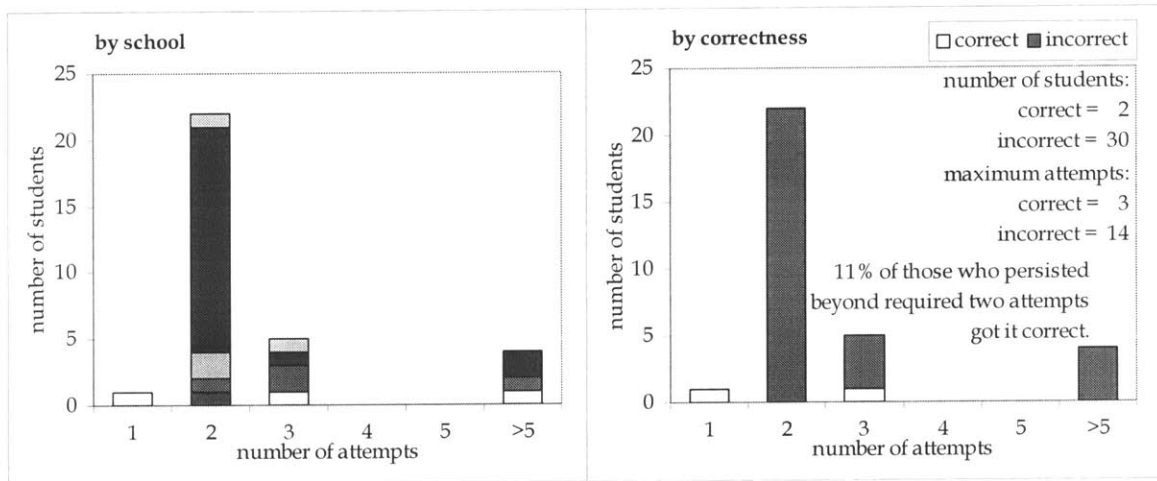 by school
25
20
15
10
5
0
number of students
1 2 3 4 5 >5
number of attempts
by correctness
correct incorrect
25
20
15
10
5
0
number of students
number of students:
correct = 2
incorrect = 30
maximum attempts:
correct = 3
incorrect = 14
11% of those who persisted
beyond required two attempts
got it correct.
1 2 3 4 5 >5
number of attempts